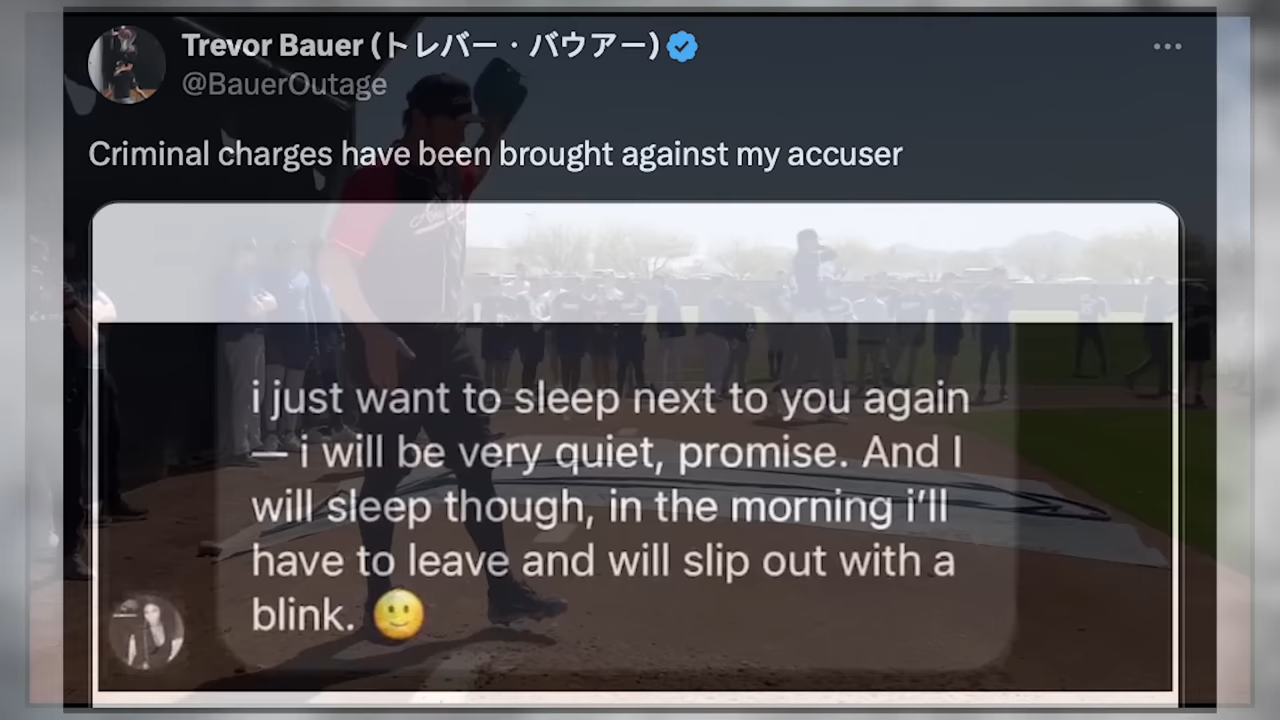 Trevor Bauer (トレバー・バウアー)
@BauerOutage
Criminal charges have been brought against my accuser
i just want to sleep next to you again
— i will be very quiet, promise. And I
will sleep though, in the morning i'll
have to leave and will slip out with a
blink. 🙂